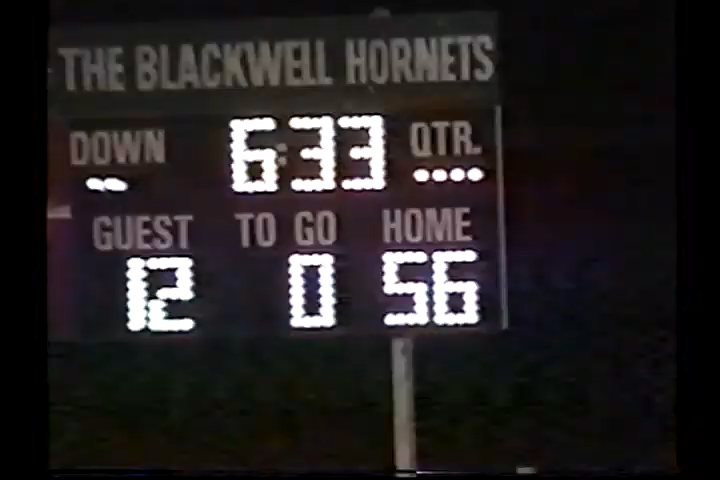 THE BLACKWELL HORNETS
DOWN 6:33 QTR.
GUEST TO GO HOME
12 0 56